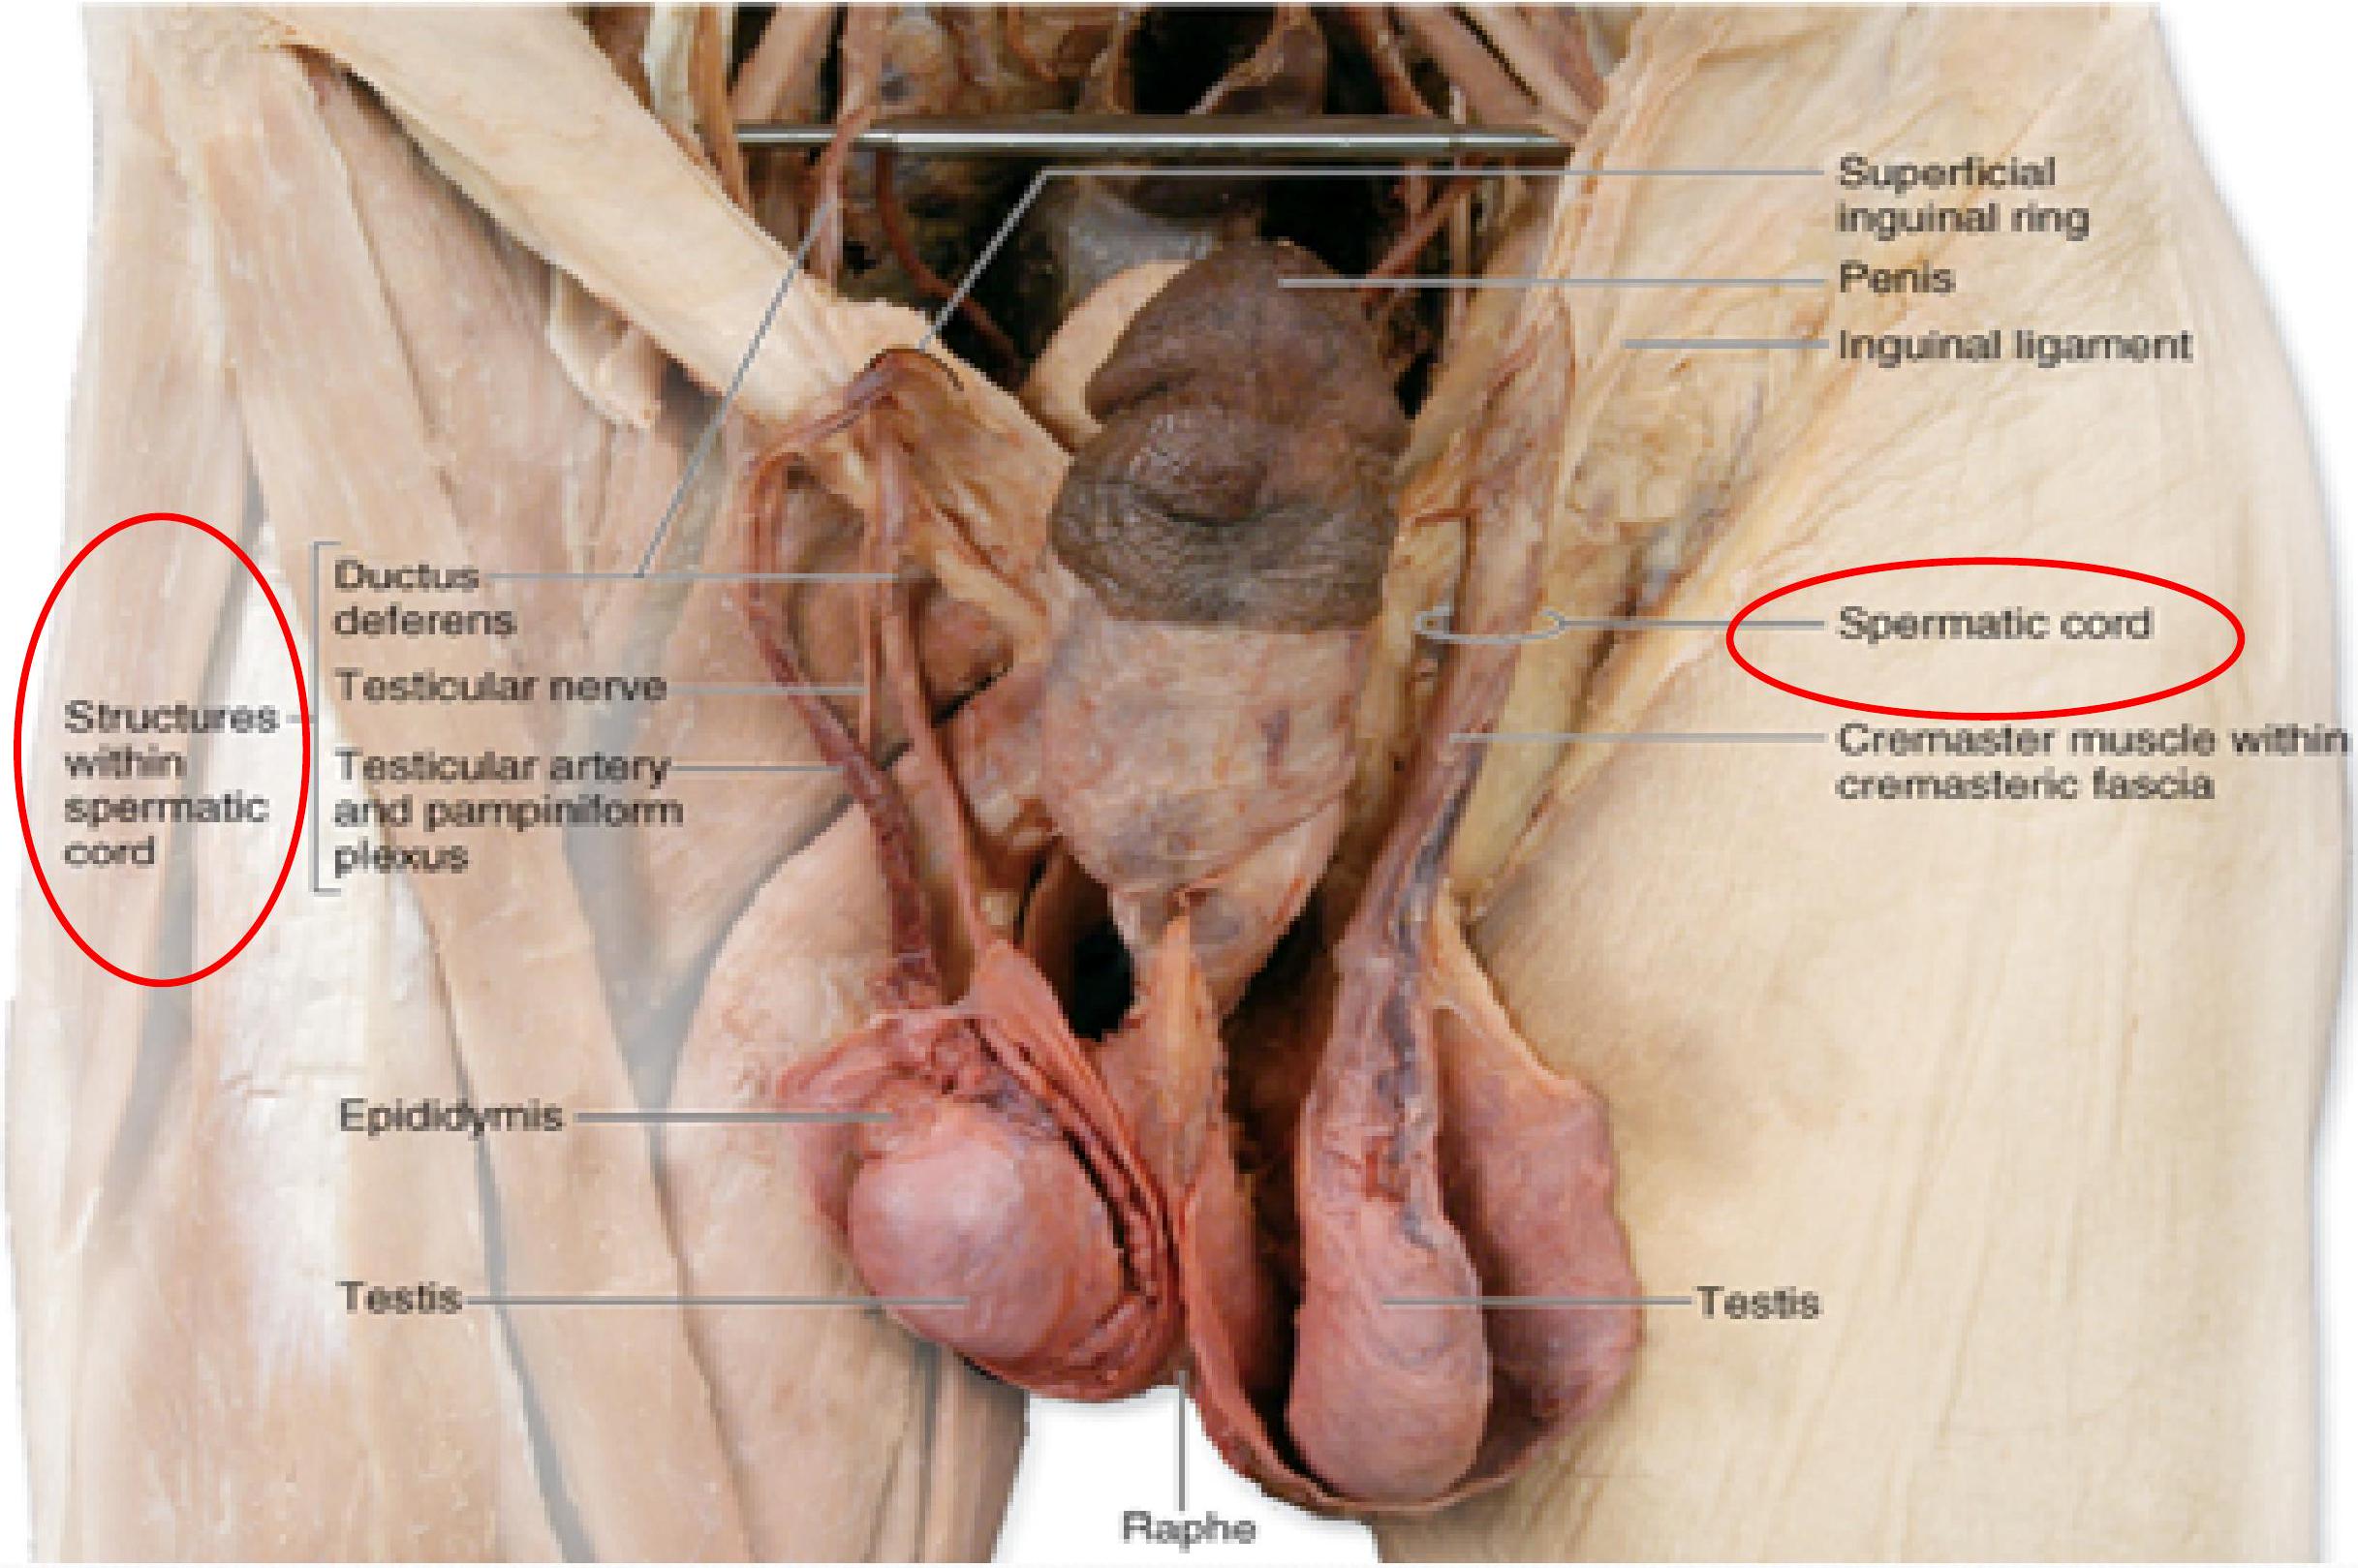 Superficial
inguinal ring
Penis
Inguinal ligament
Ductus
deferens
Testicular nerve
Testicular artery
and pampiniform
plexus
Structures
within
spermatic
cord
Spermatic cord
Cremaster muscle within
cremasteric fascia
Epididymis
Testis
Testis
Raphe